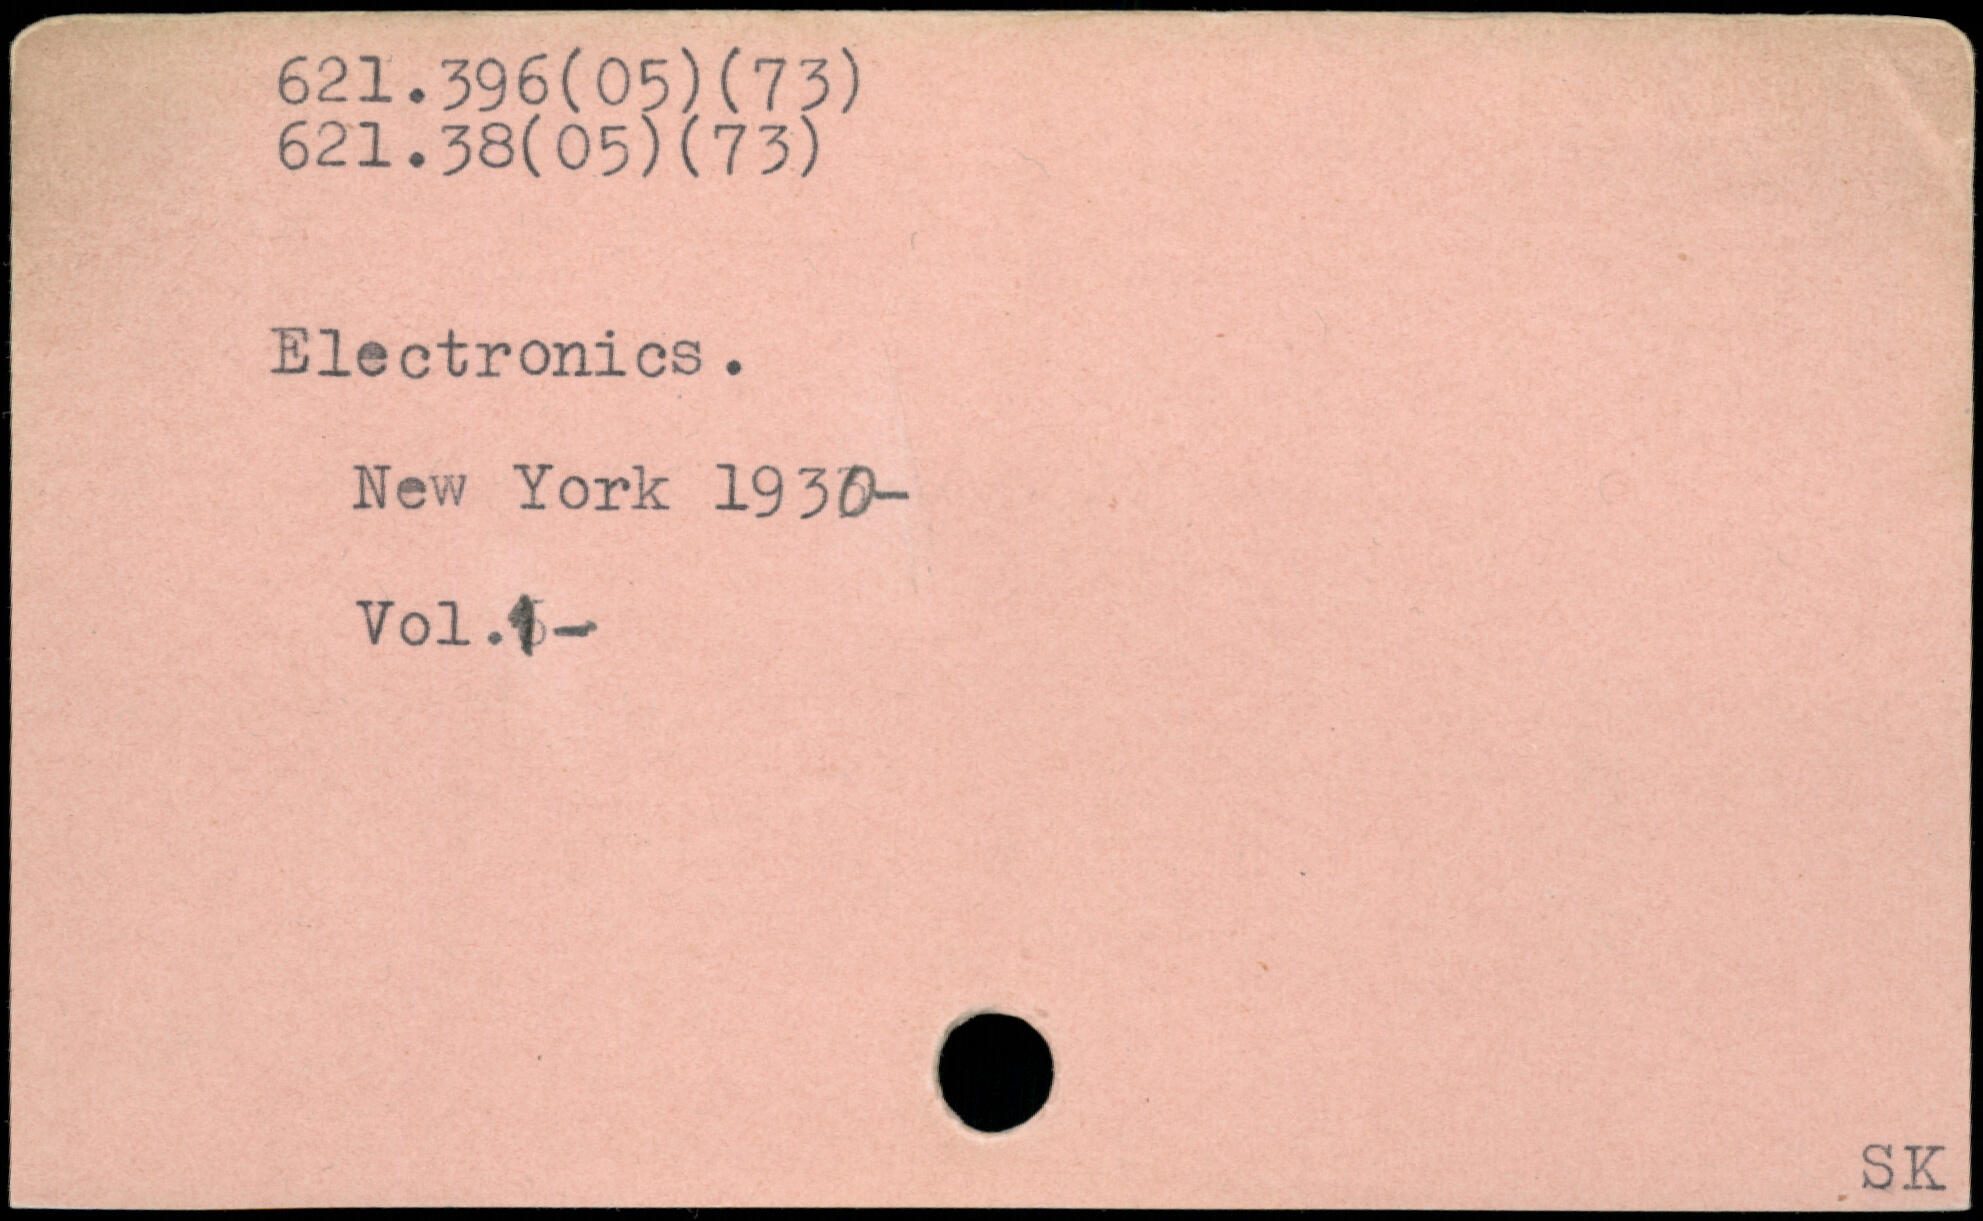 621.396(05)(73)
621.38(05)(73)
Electronics.
New York 1930-
Vol.1-
SK